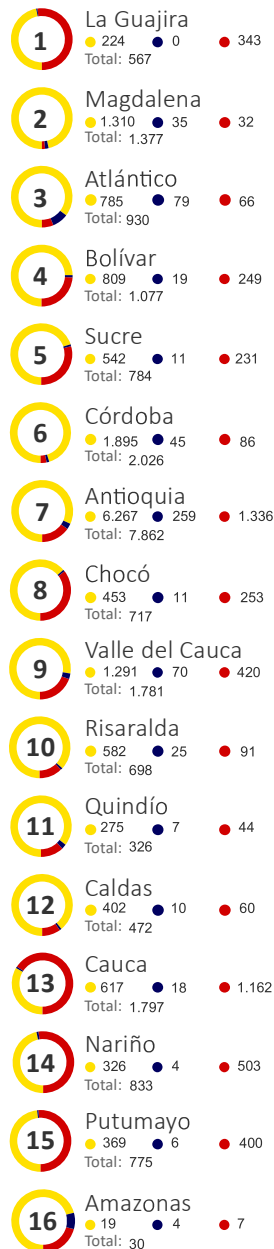 1
La Guajira
224 0 343
Total: 567
2
Magdalena
1.310 35 32
Total: 1.377
3
Atlántico
785 79 66
Total: 930
4
Bolívar
809 19 249
Total: 1.077
5
Sucre
542 11 231
Total: 784
6
Córdoba
1.895 45 86
Total: 2.026
7
Antioquia
6.267 259 1.336
Total: 7.862
8
Chocó
453 11 253
Total: 717
9
Valle del Cauca
1.291 70 420
Total: 1.781
10
Risaralda
582 25 91
Total: 698
11
Quindío
275 7 44
Total: 326
12
Caldas
402 10 60
Total: 472
13
Cauca
617 18 1.162
Total: 1.797
14
Nariño
326 4 503
Total: 833
15
Putumayo
369 6 400
Total: 775
16
Amazonas
19 4 7
Total: 30